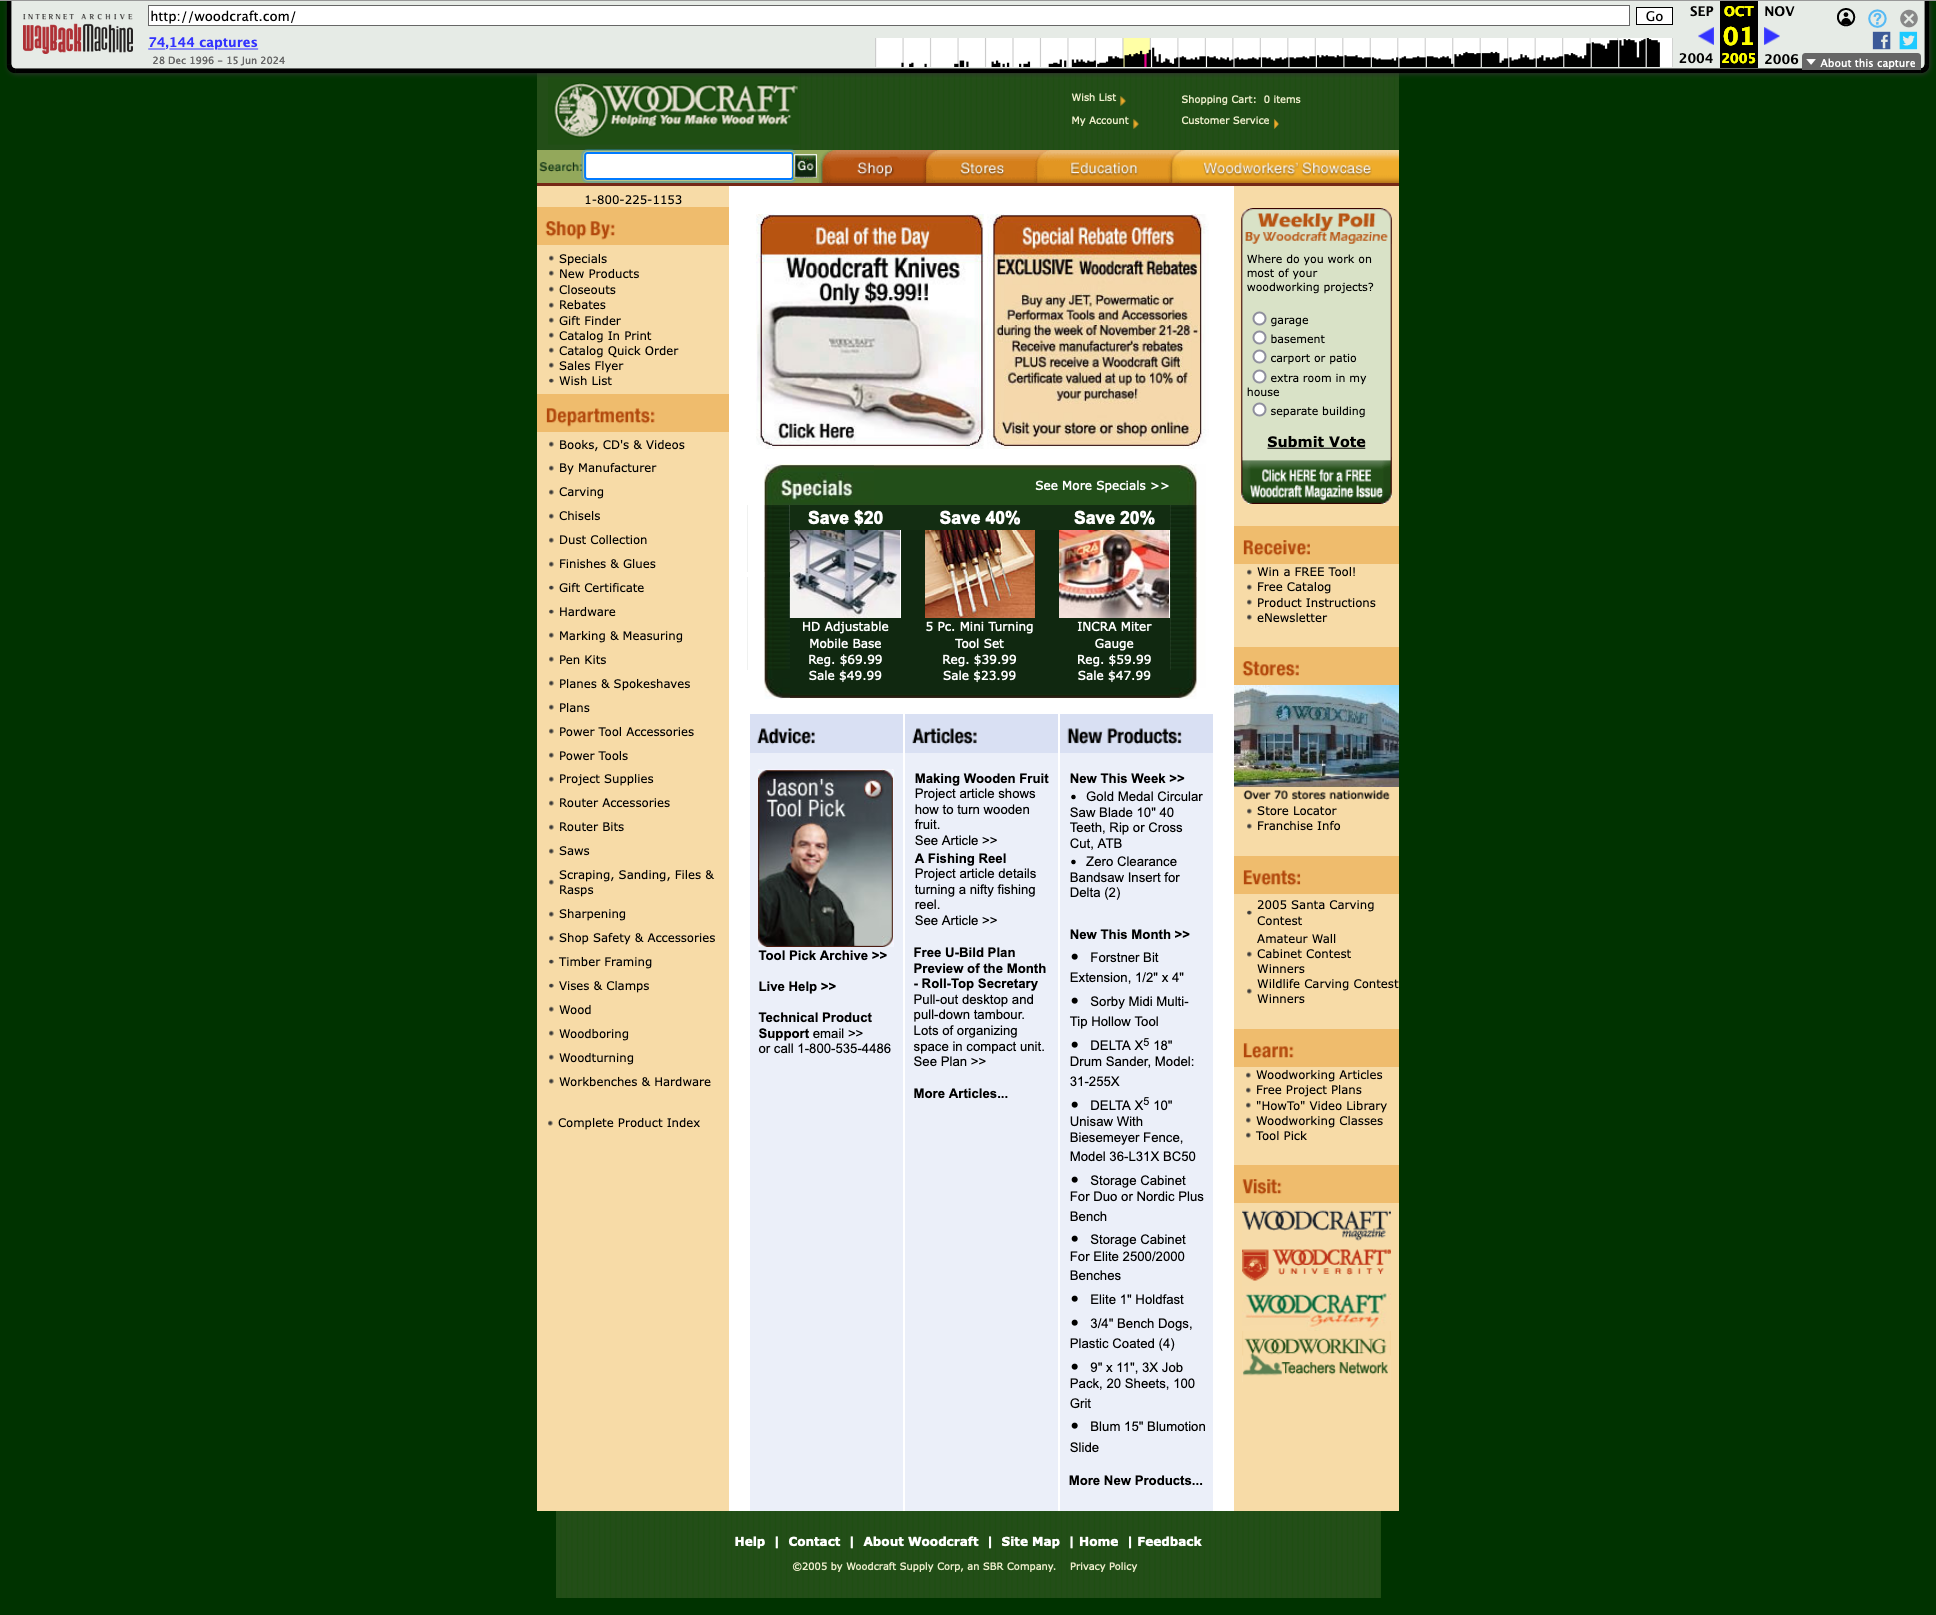 INTERNET ARCHIVE
WayBackMachine
http://woodcraft.com/
Go
74,144 captures
28 Dec 1996 – 15 Jun 2024
SEP OCT NOV
01
2004 2005 2006
About this capture
WOODCRAFT
Helping You Make Wood Work
Wish List
Shopping Cart: 0 items
My Account
Customer Service
Search:
Go
Shop
Stores
Education
Woodworkers' Showcase
1-800-225-1153
Shop By:
Specials
New Products
Closeouts
Rebates
Gift Finder
Catalog In Print
Catalog Quick Order
Sales Flyer
Wish List
Departments:
Books, CD's & Videos
By Manufacturer
Carving
Chisels
Dust Collection
Finishes & Glues
Gift Certificate
Hardware
Marking & Measuring
Pen Kits
Planes & Spokeshaves
Plans
Power Tool Accessories
Power Tools
Project Supplies
Router Accessories
Router Bits
Saws
Scraping, Sanding, Files &
Rasps
Sharpening
Shop Safety & Accessories
Timber Framing
Vises & Clamps
Wood
Woodboring
Woodturning
Workbenches & Hardware
Complete Product Index
Deal of the Day
Woodcraft Knives
Only $9.99!!
WOODCRAFT
Click Here
Special Rebate Offers
EXCLUSIVE Woodcraft Rebates
Buy any JET, Powermatic or
Performax Tools and Accessories
during the week of November 21-28 -
Receive manufacturer's rebates
PLUS receive a Woodcraft Gift
Certificate valued at up to 10% of
your purchase!
Visit your store or shop online
Specials
See More Specials >>
Save $20
HD Adjustable
Mobile Base
Reg. $69.99
Sale $49.99
Save 40%
5 Pc. Mini Turning
Tool Set
Reg. $39.99
Sale $23.99
Save 20%
INCRA Miter
Gauge
Reg. $59.99
Sale $47.99
Advice:
Jason's
Tool Pick
Tool Pick Archive >>
Live Help >>
Technical Product
Support email >>
or call 1-800-535-4486
Articles:
Making Wooden Fruit
Project article shows
how to turn wooden
fruit.
See Article >>
A Fishing Reel
Project article details
turning a nifty fishing
reel.
See Article >>
Free U-Bild Plan
Preview of the Month
- Roll-Top Secretary
Pull-out desktop and
pull-down tambour.
Lots of organizing
space in compact unit.
See Plan >>
More Articles...
New Products:
New This Week >>
Gold Medal Circular
Saw Blade 10" 40
Teeth, Rip or Cross
Cut, ATB
Zero Clearance
Bandsaw Insert for
Delta (2)
New This Month >>
Forstner Bit
Extension, 1/2" x 4"
Sorby Midi Multi-
Tip Hollow Tool
DELTA X5 18"
Drum Sander, Model:
31-255X
DELTA X5 10"
Unisaw With
Biesemeyer Fence,
Model 36-L31X BC50
Storage Cabinet
For Duo or Nordic Plus
Bench
Storage Cabinet
For Elite 2500/2000
Benches
Elite 1" Holdfast
3/4" Bench Dogs,
Plastic Coated (4)
9" x 11", 3X Job
Pack, 20 Sheets, 100
Grit
Blum 15" Blumotion
Slide
More New Products...
Weekly Poll
By Woodcraft Magazine
Where do you work on
most of your
woodworking projects?
garage
basement
carport or patio
extra room in my
house
separate building
Submit Vote
Click HERE for a FREE
Woodcraft Magazine Issue
Receive:
Win a FREE Tool!
Free Catalog
Product Instructions
eNewsletter
Stores:
WOODCRAFT
Over 70 stores nationwide
Store Locator
Franchise Info
Events:
2005 Santa Carving
Contest
Amateur Wall
Cabinet Contest
Winners
Wildlife Carving Contest
Winners
Learn:
Woodworking Articles
Free Project Plans
"HowTo" Video Library
Woodworking Classes
Tool Pick
Visit:
WOODCRAFT
magazine
WOODCRAFT
UNIVERSITY
WOODCRAFT
Gallery
WOODWORKING
Teachers Network
Help | Contact | About Woodcraft | Site Map | Home | Feedback
©2005 by Woodcraft Supply Corp, an SBR Company. Privacy Policy